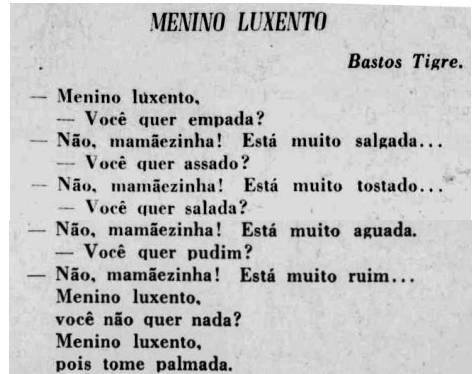 MENINO LUXENTO
Bastos Tigre.
— Menino luxento,
— Você quer empada?
— Não, mamãezinha! Está muito salgada...
— Você quer assado?
— Não, mamãezinha! Está muito tostado...
— Você quer salada?
— Não, mamãezinha! Está muito aguada.
— Você quer pudim?
— Não, mamãezinha! Está muito ruim...
Menino luxento,
você não quer nada?
Menino luxento,
pois tome palmada.